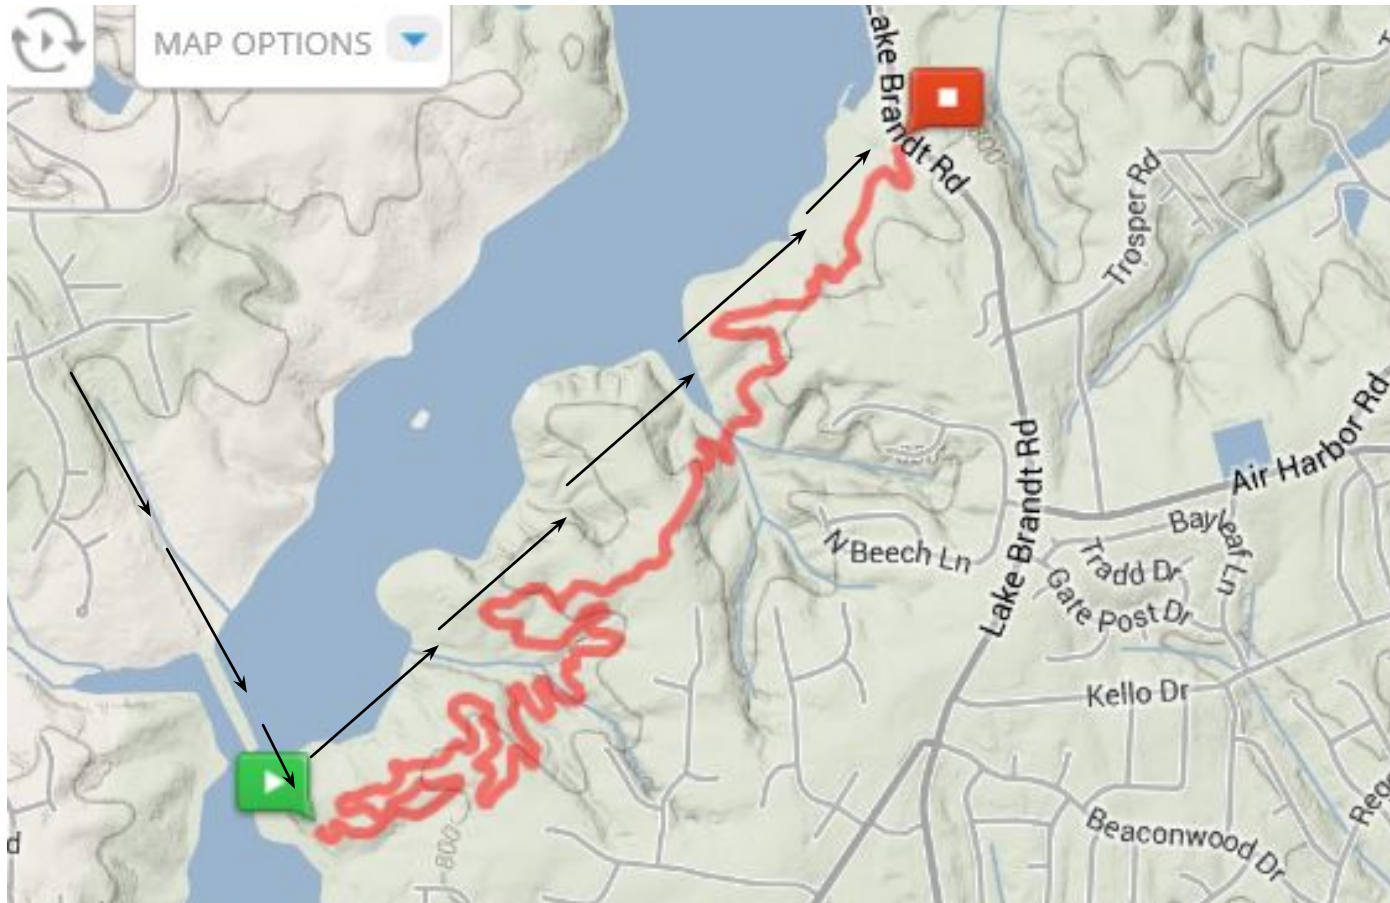 MAP OPTIONS
Lake Brandt Rd
800
Trosper Rd
Air Harbor Rd
Lake Brandt Rd
Bayleaf Ln
N Beech Ln
Tradd Dr
Gate Post Dr
Kello Dr
Beaconwood Dr
800
d